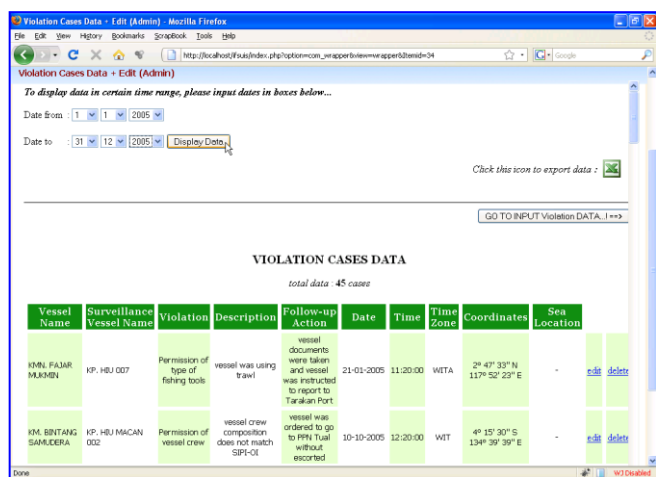 Violation Cases Data + Edit (Admin) - Mozilla Firefox
File Edit View History Bookmarks ScrapBook Tools Help
http://localhost/ifsuis/index.php?option=com_wrapper&view=wrapper&Itemid=34
Google
Violation Cases Data + Edit (Admin)
To display data in certain time range, please input dates in boxes below...
Date from : 1 1 2005
Date to : 31 12 2005 Display Data
Click this icon to export data :
GO TO INPUT Violation DATA..! ==>
VIOLATION CASES DATA
total data : 45 cases
Vessel Name Surveillance Vessel Name Violation Description Follow-up Action Date Time Time Zone Coordinates Sea Location
KMN. FAJAR MUKMIN KP. HIU 007 Permission of type of fishing tools vessel was using trawl vessel documents were taken and vessel was instructed to report to Tarakan Port 21-01-2005 11:20:00 WITA 2° 47' 33" N 117° 52' 23" E - edit delete
KM. BINTANG SAMUDERA KP. HIU MACAN 002 Permission of vessel crew vessel crew composition does not match SIPI-OI vessel was ordered to go to PPN Tual without escorted 10-10-2005 12:20:00 WIT 4° 15' 30" S 134° 39' 39" E - edit delete
Done
WJ Disabled